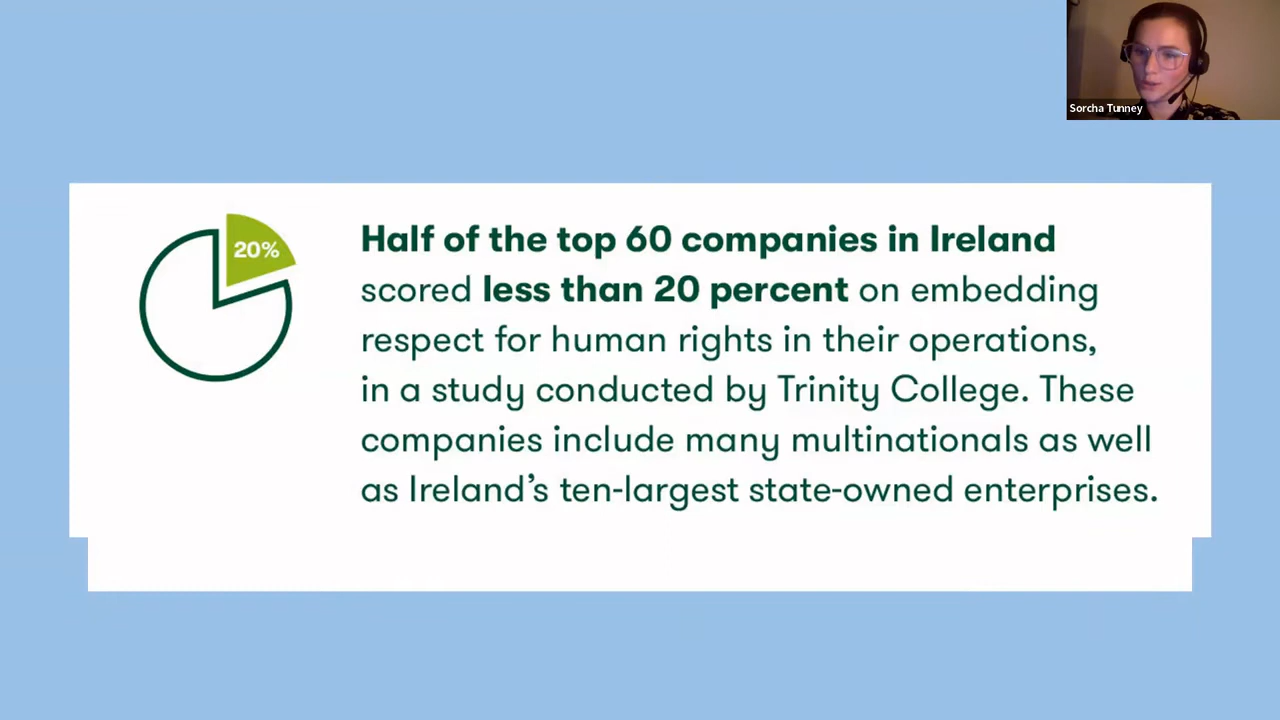 Sorcha Tunney
20%
Half of the top 60 companies in Ireland
scored less than 20 percent on embedding
respect for human rights in their operations,
in a study conducted by Trinity College. These
companies include many multinationals as well
as Ireland’s ten-largest state-owned enterprises.